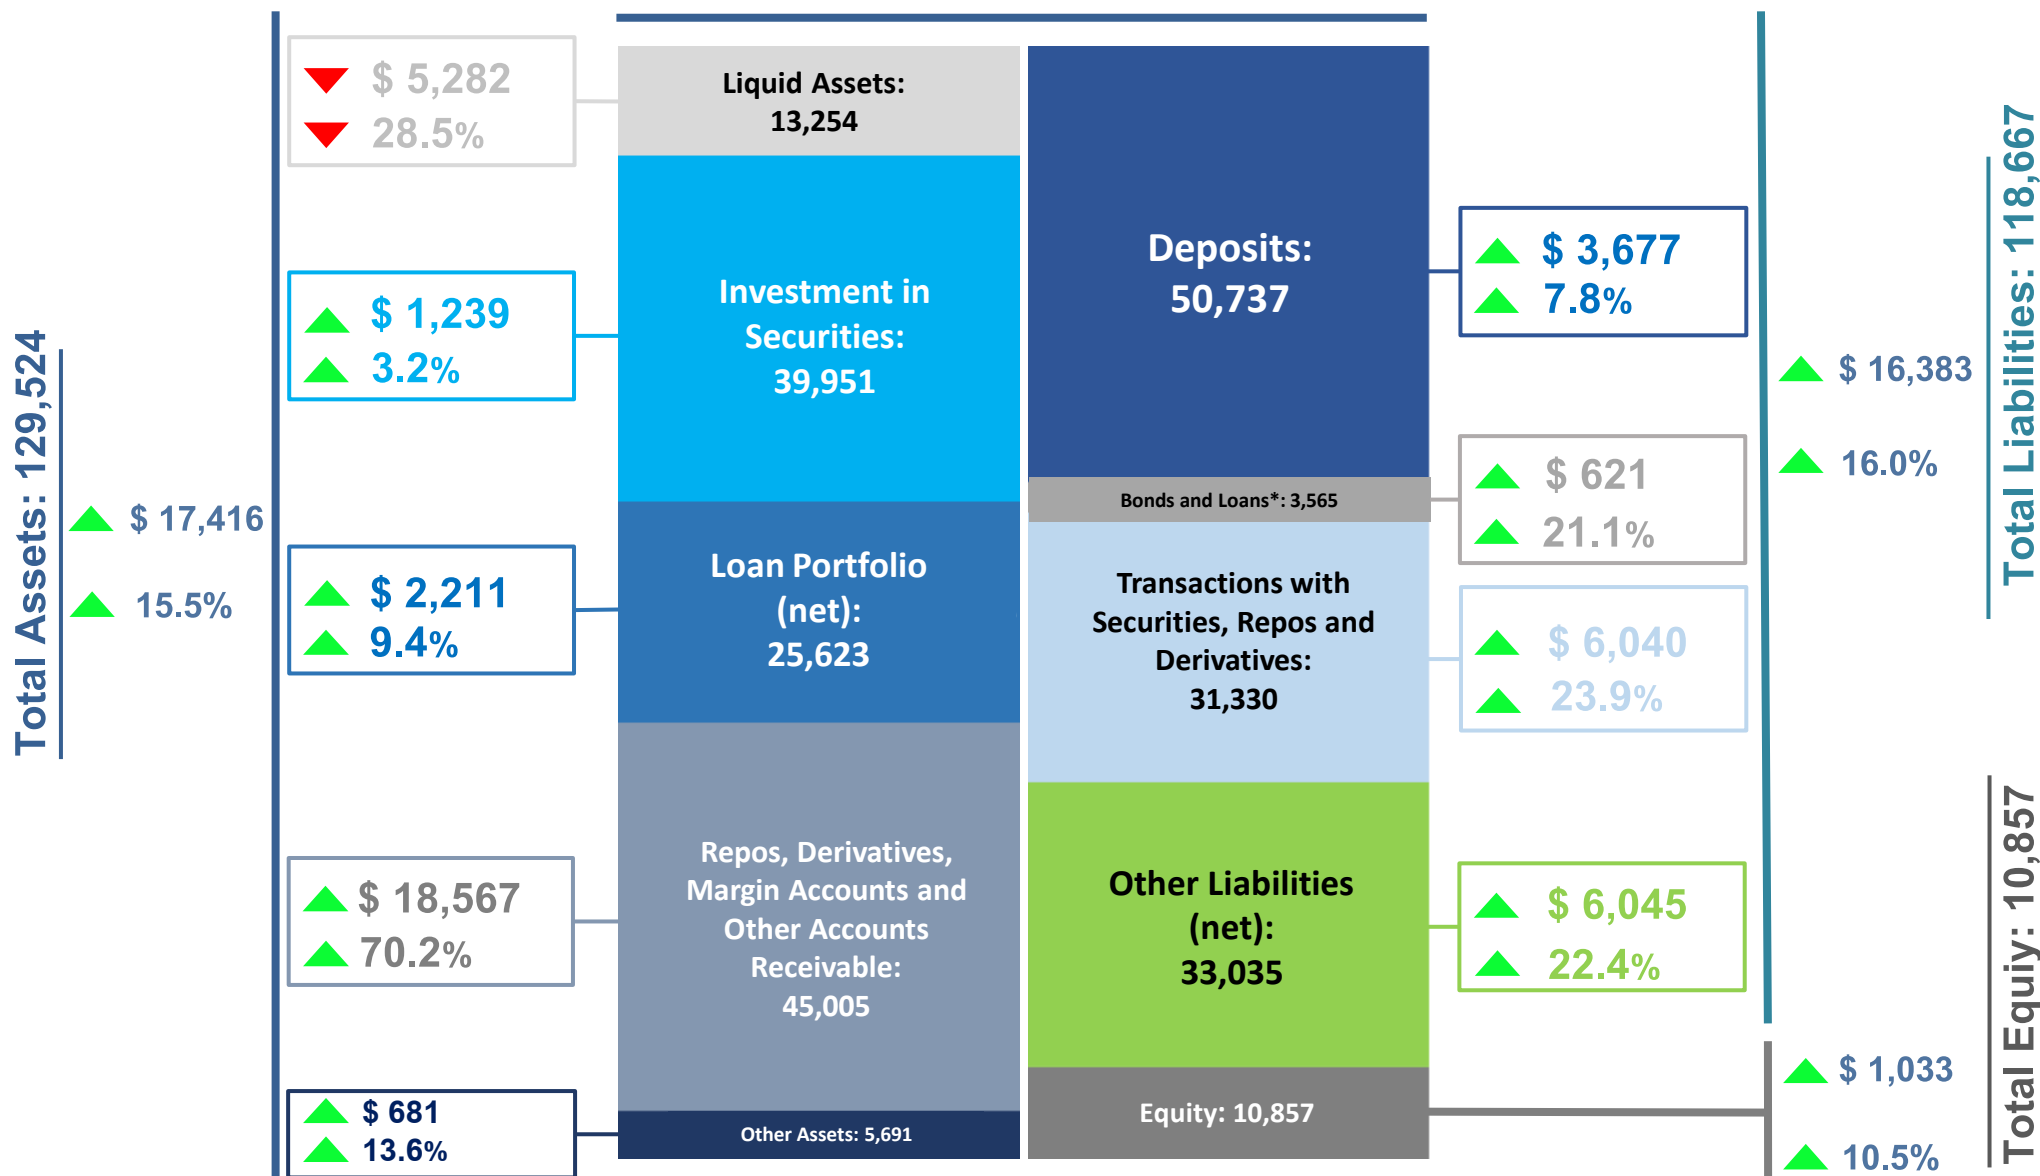 Total Assets: 129,524
$ 17,416
15.5%
$ 5,282
28.5%
$ 1,239
3.2%
$ 2,211
9.4%
$ 18,567
70.2%
$ 681
13.6%
Liquid Assets:
13,254
Investment in
Securities:
39,951
Loan Portfolio
(net):
25,623
Repos, Derivatives,
Margin Accounts and
Other Accounts
Receivable:
45,005
Other Assets: 5,691
Deposits:
50,737
Bonds and Loans*: 3,565
Transactions with
Securities, Repos and
Derivatives:
31,330
Other Liabilities
(net):
33,035
Equity: 10,857
$ 3,677
7.8%
$ 621
21.1%
$ 6,040
23.9%
$ 6,045
22.4%
$ 16,383
16.0%
Total Liabilities: 118,667
$ 1,033
10.5%
Total Equiy: 10,857